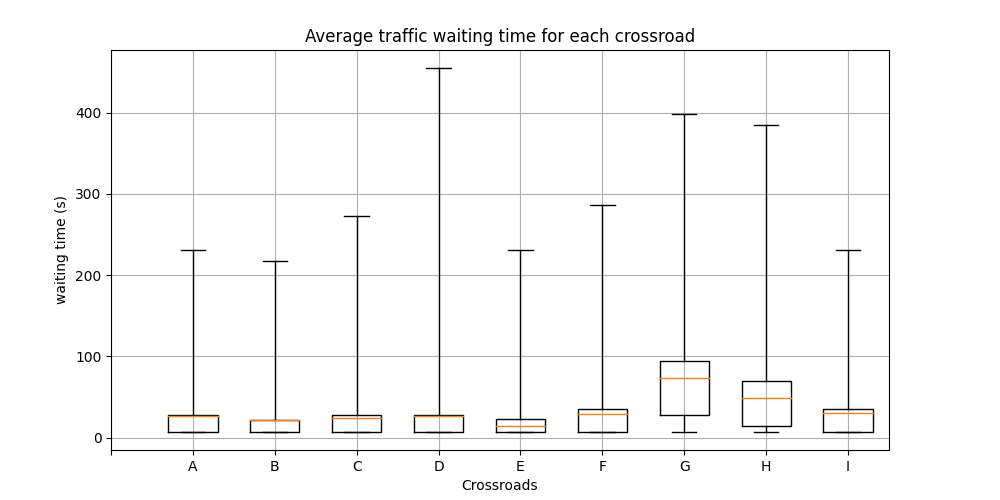 Average traffic waiting time for each crossroad
400
300
200
100
0
waiting time (s)
A B C D E F G H I
Crossroads